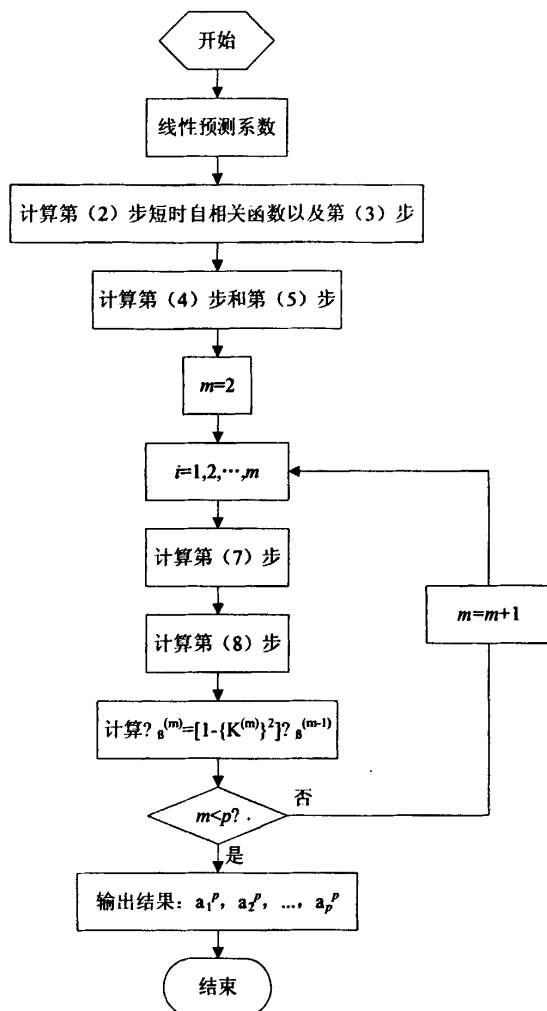 开始
线性预测系数
计算第（2）步短时自相关函数以及第（3）步
计算第（4）步和第（5）步
m=2
i=1,2,⋯,m
计算第（7）步
m=m+1
计算第（8）步
计算? ₈⁽ᵐ⁾=[1-{K⁽ᵐ⁾}²]? ₈⁽ᵐ⁻¹⁾
否
m<p?
是
输出结果：a₁ᵖ，a₂ᵖ，...，aₚᵖ
结束